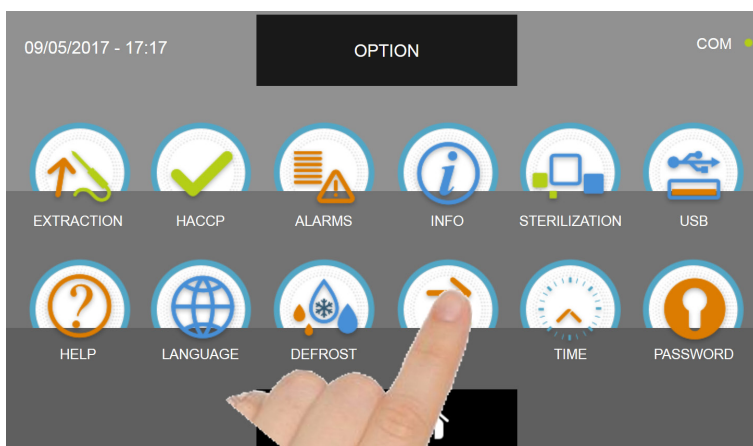 09/05/2017 - 17:17
OPTION
COM
EXTRACTION
HACCP
ALARMS
INFO
STERILIZATION
USB
HELP
LANGUAGE
DEFROST
TIME
PASSWORD